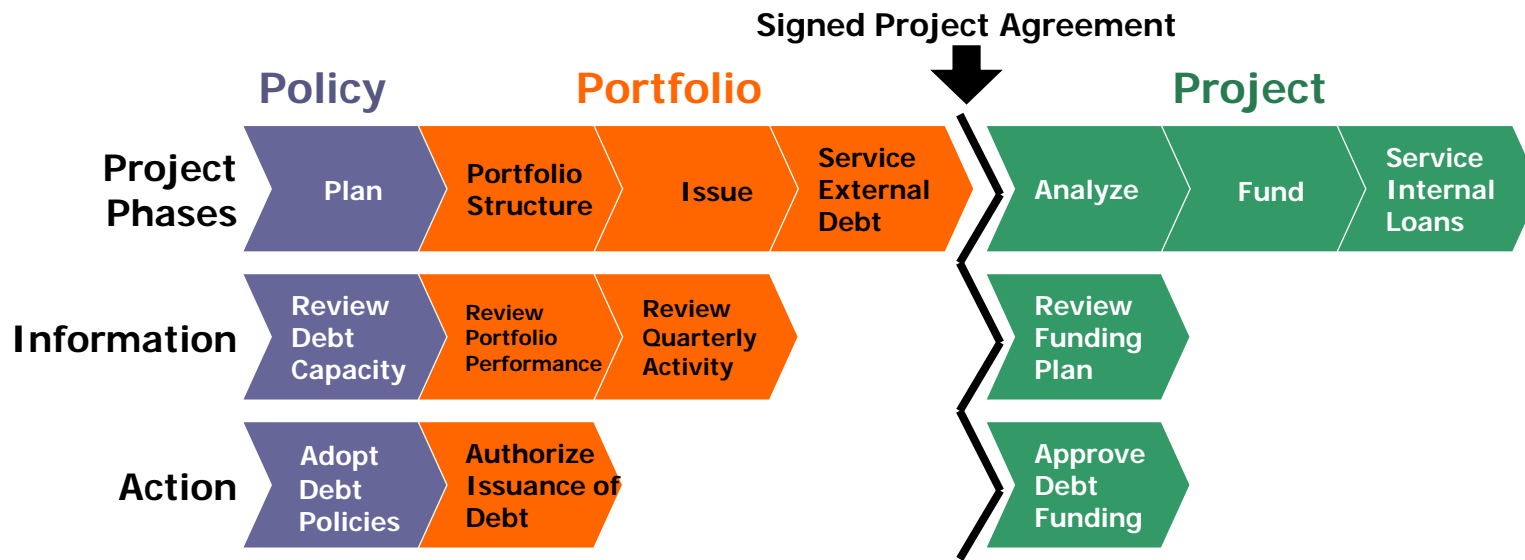 Signed Project Agreement
Policy
Portfolio
Project
Project
Phases
Plan
Portfolio
Structure
Issue
Service
External
Debt
Analyze
Fund
Service
Internal
Loans
Information
Review
Debt
Capacity
Review
Portfolio
Performance
Review
Quarterly
Activity
Review
Funding
Plan
Action
Adopt
Debt
Policies
Authorize
Issuance of
Debt
Approve
Debt
Funding